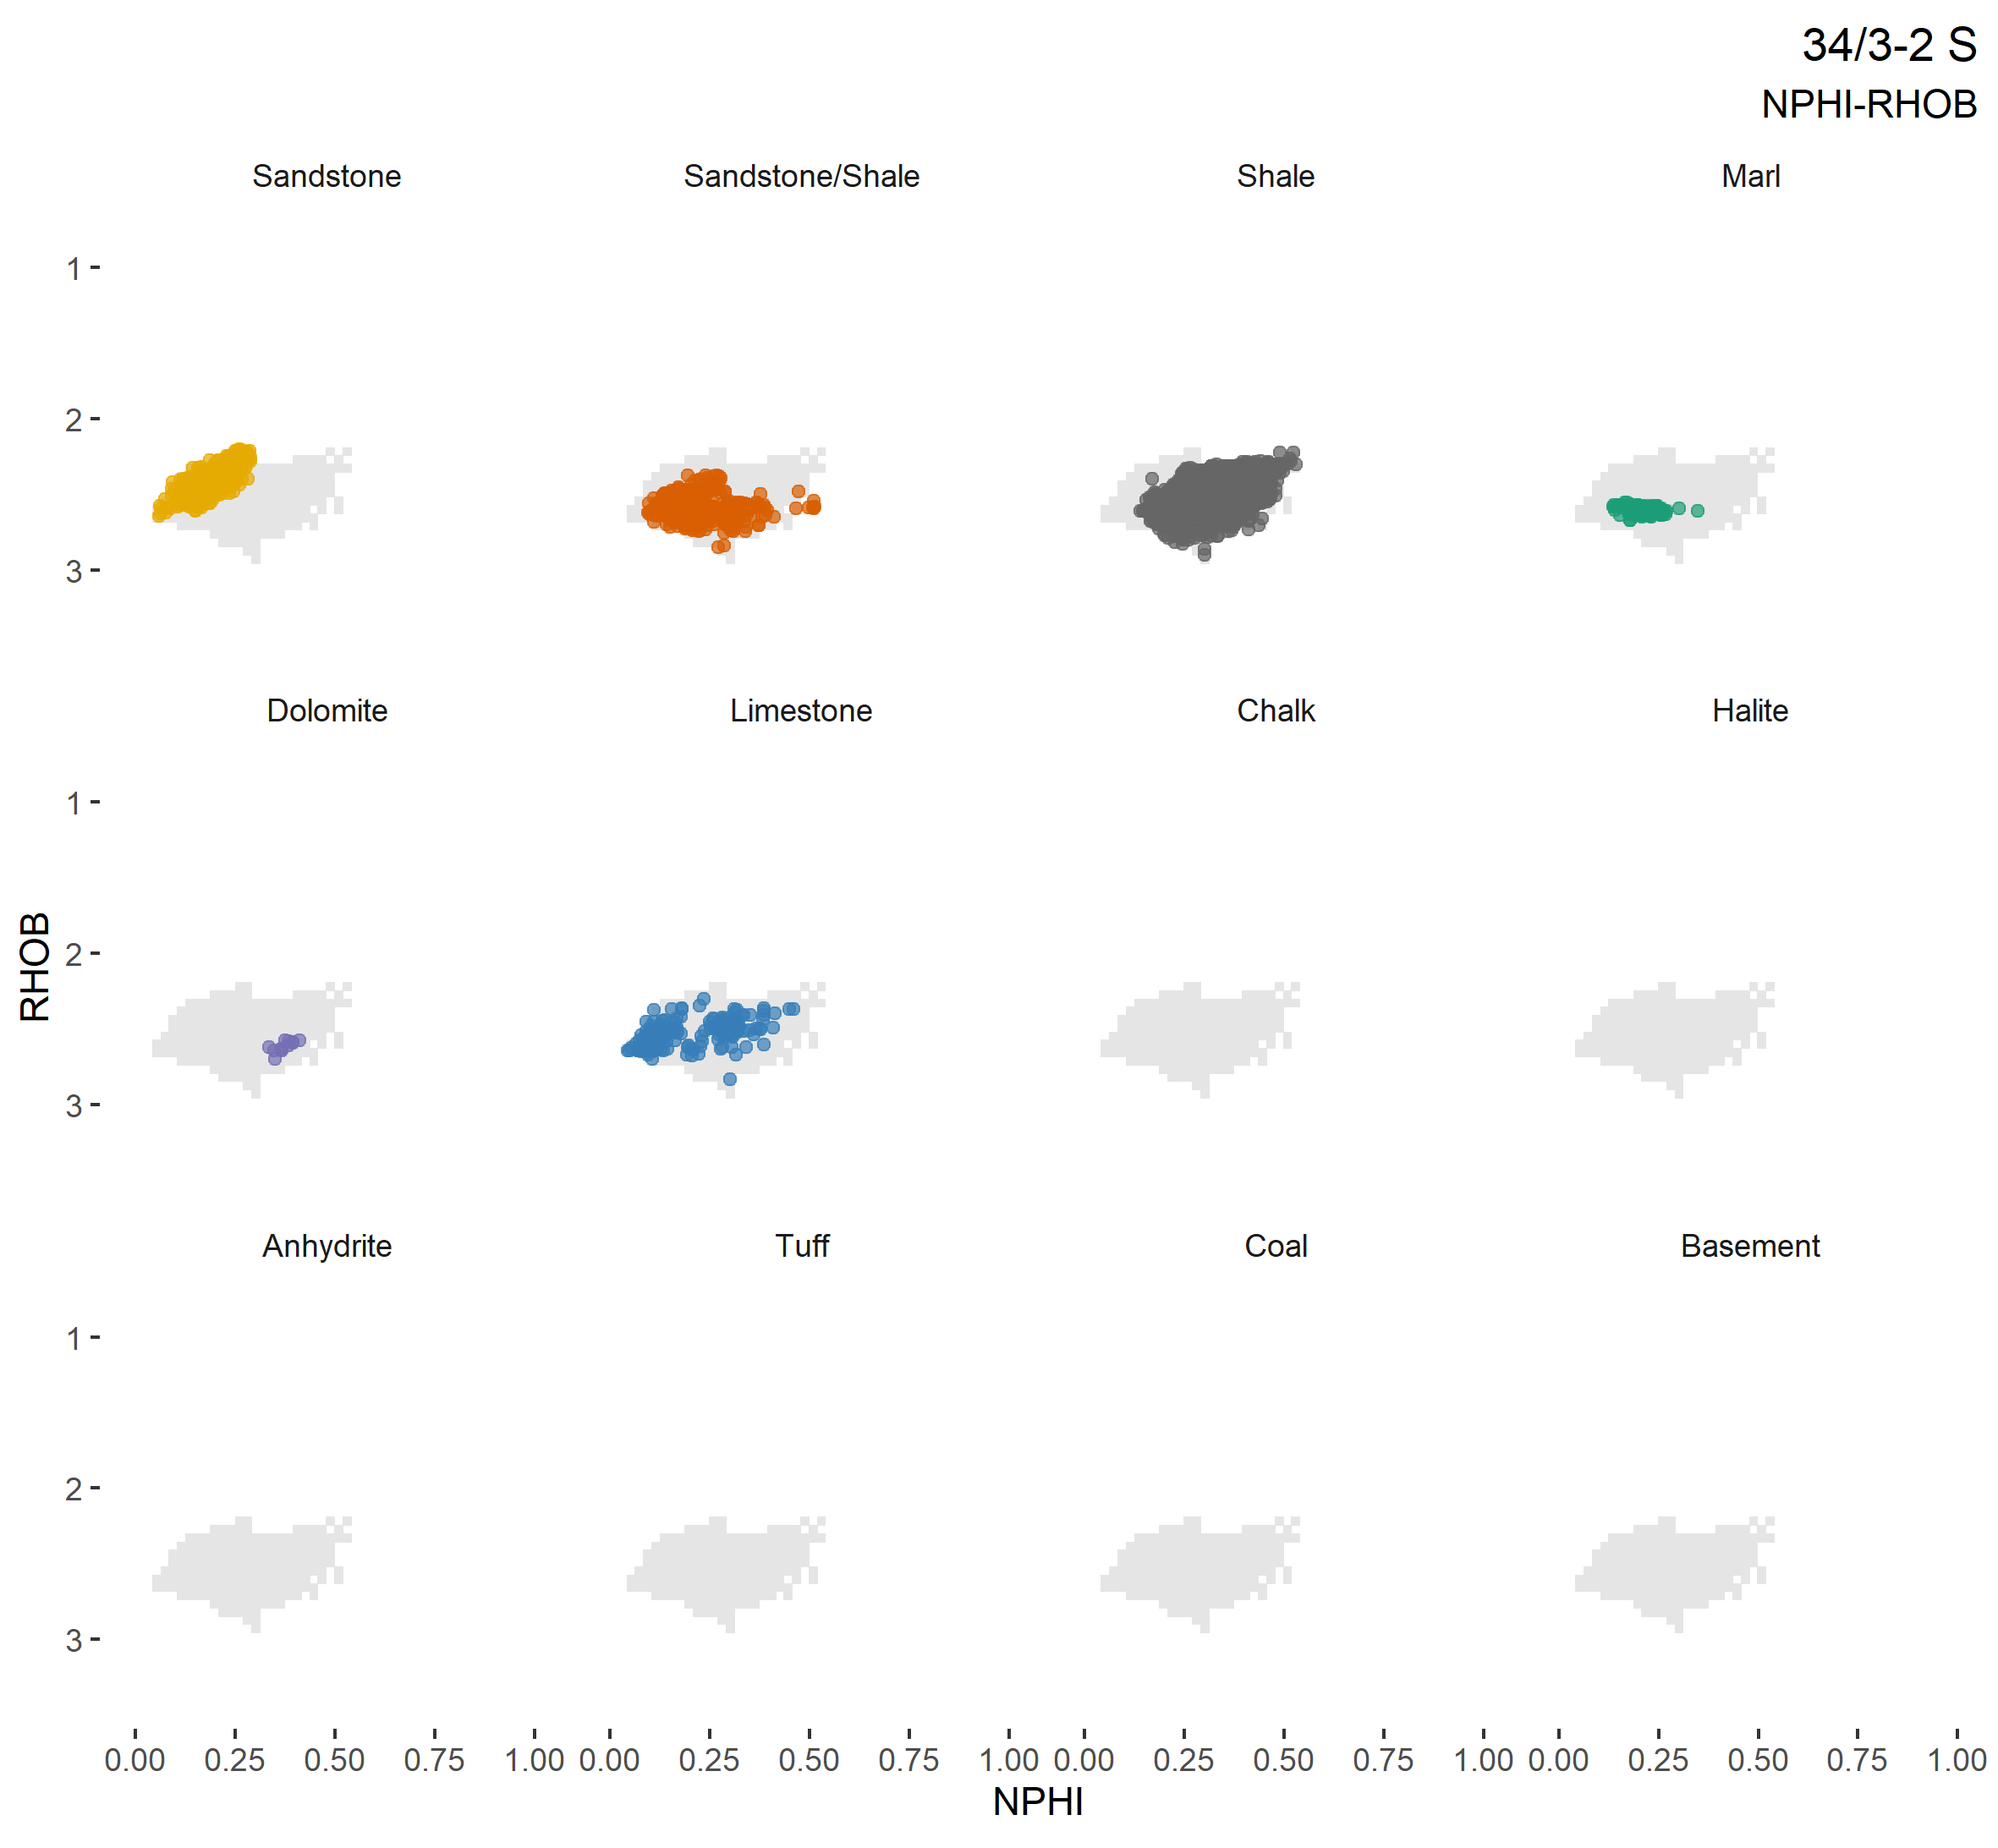 34/3-2 S
NPHI-RHOB
Sandstone Sandstone/Shale Shale Marl
1
2
3
Dolomite Limestone Chalk Halite
1
2
3
RHOB
Anhydrite Tuff Coal Basement
1
2
3
0.00 0.25 0.50 0.75 1.00 0.00 0.25 0.50 0.75 1.00 0.00 0.25 0.50 0.75 1.00 0.00 0.25 0.50 0.75 1.00
NPHI